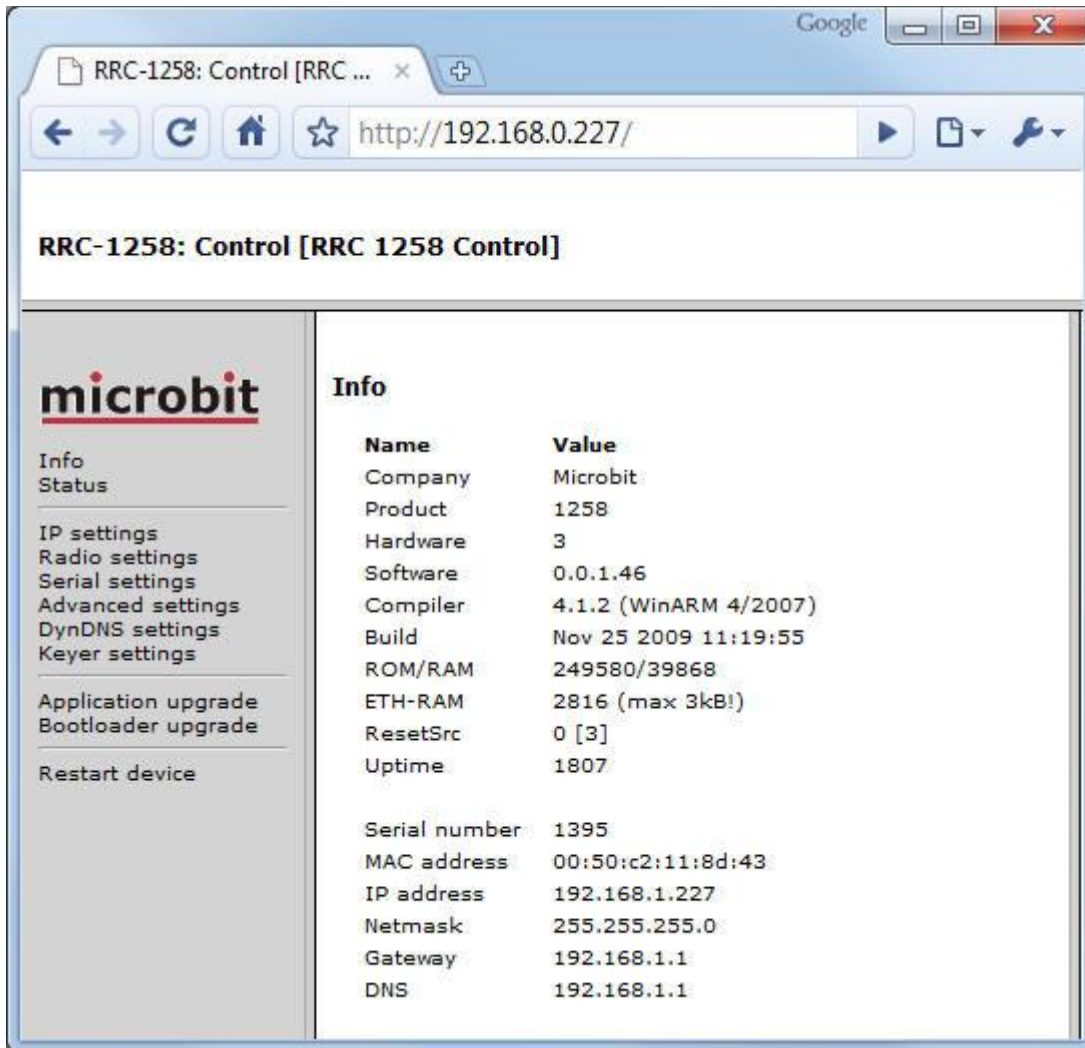 Google
RRC-1258: Control [RRC ...
http://192.168.0.227/
RRC-1258: Control [RRC 1258 Control]
microbit
Info
Status
IP settings
Radio settings
Serial settings
Advanced settings
DynDNS settings
Keyer settings
Application upgrade
Bootloader upgrade
Restart device
Info
Name Value
Company Microbit
Product 1258
Hardware 3
Software 0.0.1.46
Compiler 4.1.2 (WinARM 4/2007)
Build Nov 25 2009 11:19:55
ROM/RAM 249580/39868
ETH-RAM 2816 (max 3kB!)
ResetSrc 0 [3]
Uptime 1807
Serial number 1395
MAC address 00:50:c2:11:8d:43
IP address 192.168.1.227
Netmask 255.255.255.0
Gateway 192.168.1.1
DNS 192.168.1.1